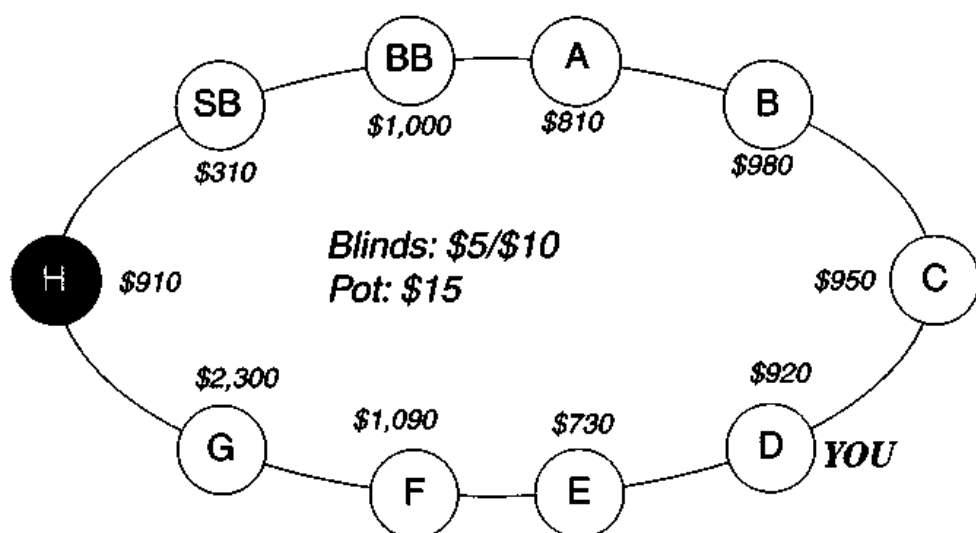 BB
A
SB
B
$1,000
$810
$310
$980
Blinds: $5/$10
Pot: $15
H
$910
$950
C
$2,300
$920
$1,090
$730
G
D
YOU
F
E